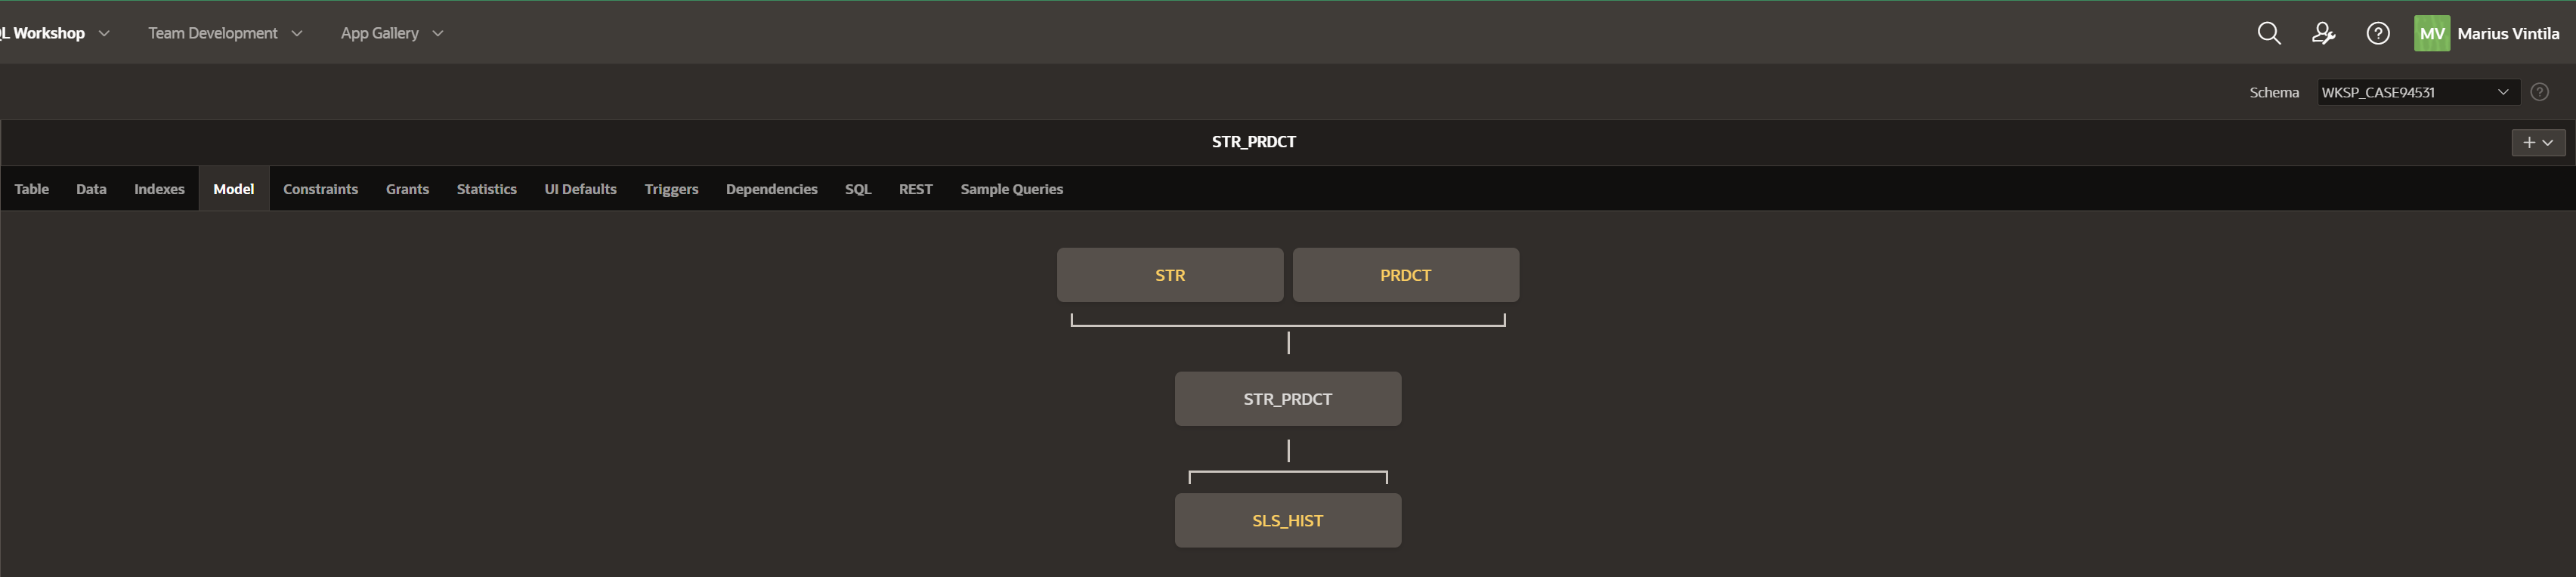 QL Workshop Team Development App Gallery MV Marius Vintila
Schema WKSP_CASE94531
STR_PRDCT
Table Data Indexes Model Constraints Grants Statistics UI Defaults Triggers Dependencies SQL REST Sample Queries
STR PRDCT
STR_PRDCT
SLS_HIST